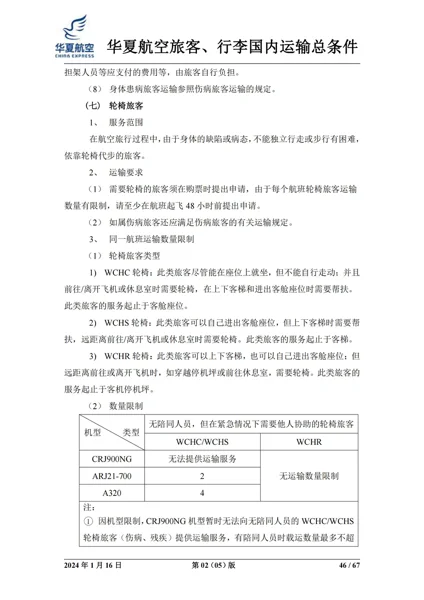 华夏航空
CHINA EXPRESS
华夏航空旅客、行李国内运输总条件
担架人员等应支付的费用等，由旅客自行负担。
（8） 身体患病旅客运输参照伤病旅客运输的规定。
（七） 轮椅旅客
1、 服务范围
在航空旅行过程中，由于身体的缺陷或病态，不能独立行走或步行有困难，
依靠轮椅代步的旅客。
2、 运输要求
（1） 需要轮椅的旅客须在购票时提出申请，由于每个航班轮椅旅客运输
数量有限制，请至少在航班起飞 48 小时前提出申请。
（2） 如属伤病旅客还应满足伤病旅客的有关运输规定。
3、 同一航班运输数量限制
（1） 轮椅旅客类型
1） WCHC 轮椅：此类旅客尽管能在座位上就坐，但不能自行走动；并且
前往/离开飞机或休息室时需要轮椅，在上下客梯和进出客舱座位时需要帮扶。
此类旅客的服务起止于客舱座位。
2） WCHS 轮椅：此类旅客可以自己进出客舱座位，但上下客梯时需要帮
扶，远距离前往/离开飞机或休息室时需要轮椅。此类旅客的服务起止于客梯。
3） WCHR 轮椅：此类旅客可以上下客梯，也可以自己进出客舱座位；但
远距离前往或离开飞机时，如穿越停机坪或前往休息室，需要轮椅。此类旅客的
服务起止于客机停机坪。
（2） 数量限制
机型 类型 无陪同人员，但在紧急情况下需要他人协助的轮椅旅客
WCHC/WCHS WCHR
CRJ900NG 无法提供运输服务
ARJ21-700 2 无运输数量限制
A320 4
注：
① 因机型限制，CRJ900NG 机型暂时无法向无陪同人员的 WCHC/WCHS
轮椅旅客（伤病、残疾）提供运输服务，有陪同人员时载运数量最多不超
2024 年 1 月 16 日 第 02（05）版 46 / 67